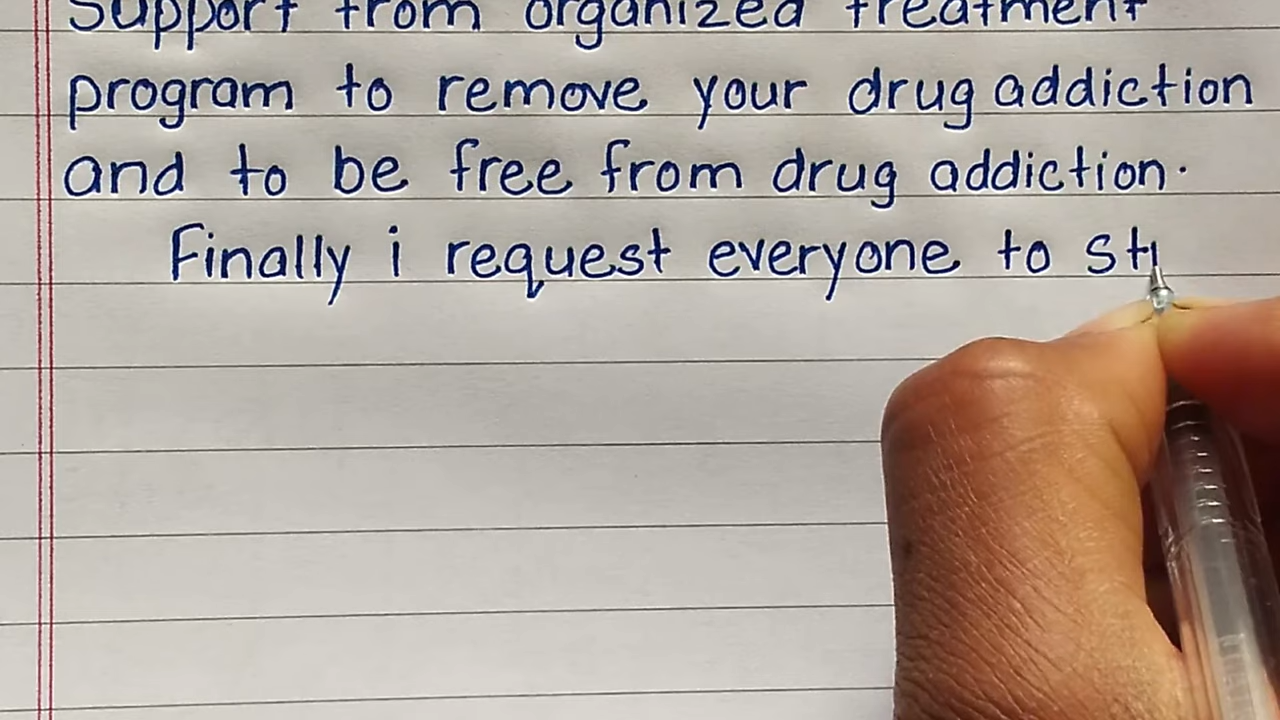 Support from organized treatment
program to remove your drug addiction
and to be free from drug addiction.
Finally i request everyone to